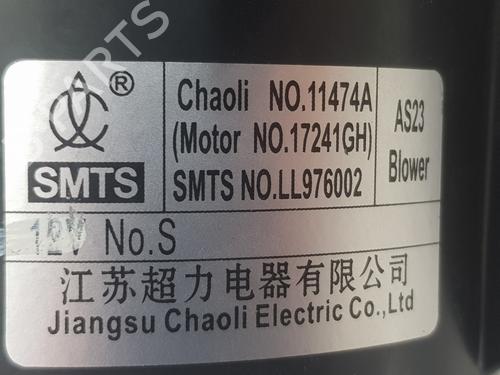 PARTS
®
SMTS
Chaoli NO.11474A
(Motor NO.17241GH)
SMTS NO.LL976002
AS23
Blower
12V No.S
江苏超力电器有限公司
Jiangsu Chaoli Electric Co.,Ltd